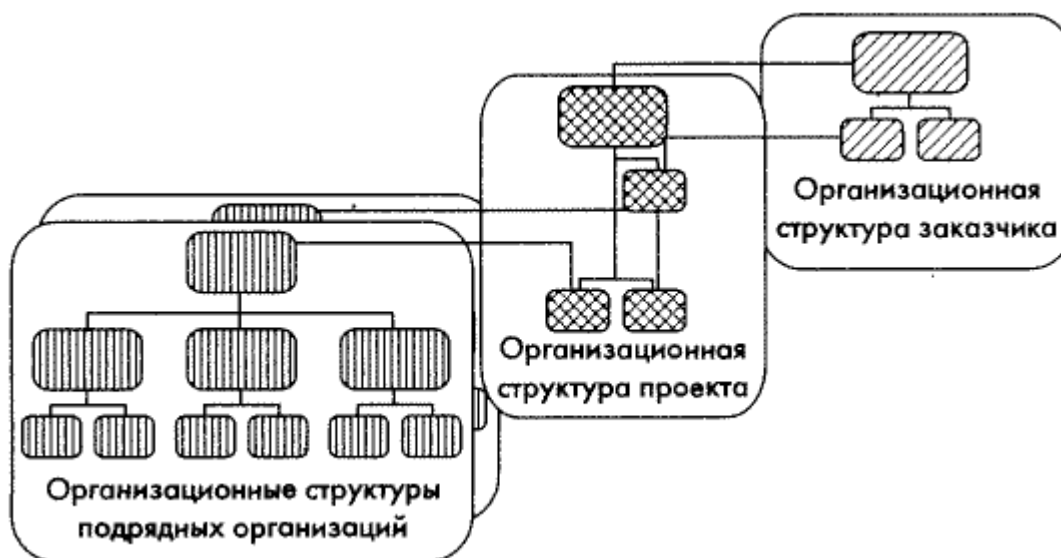 Организационная
структура заказчика
Организационная
структура проекта
Организационные структуры
подрядных организаций